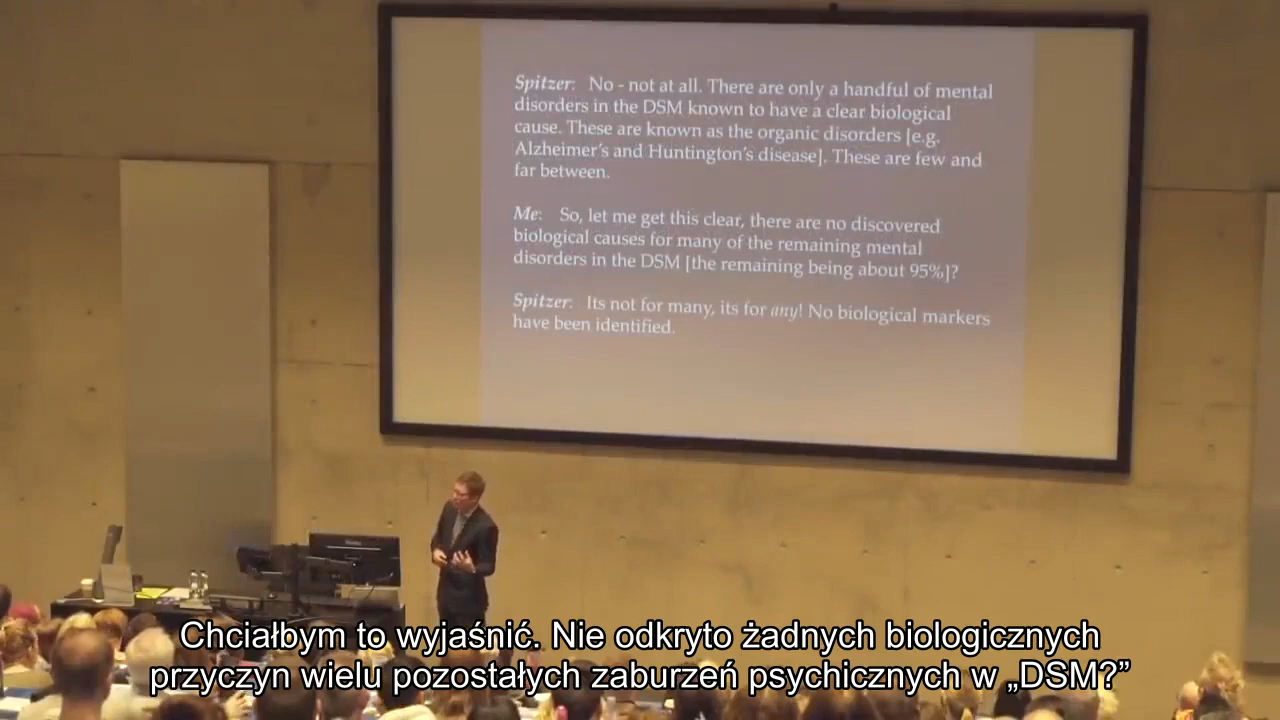 Spitzer: No - not at all. There are only a handful of mental
disorders in the DSM known to have a clear biological
cause. These are known as the organic disorders [e.g.
Alzheimer's and Huntington's disease]. These are few and
far between.
Me: So, let me get this clear, there are no discovered
biological causes for many of the remaining mental
disorders in the DSM [the remaining being about 95%]?
Spitzer: Its not for many, its for any! No biological markers
have been identified.
Chciałbym to wyjaśnić. Nie odkryto żadnych biologicznych
przyczyn wielu pozostałych zaburzeń psychicznych w „DSM?”